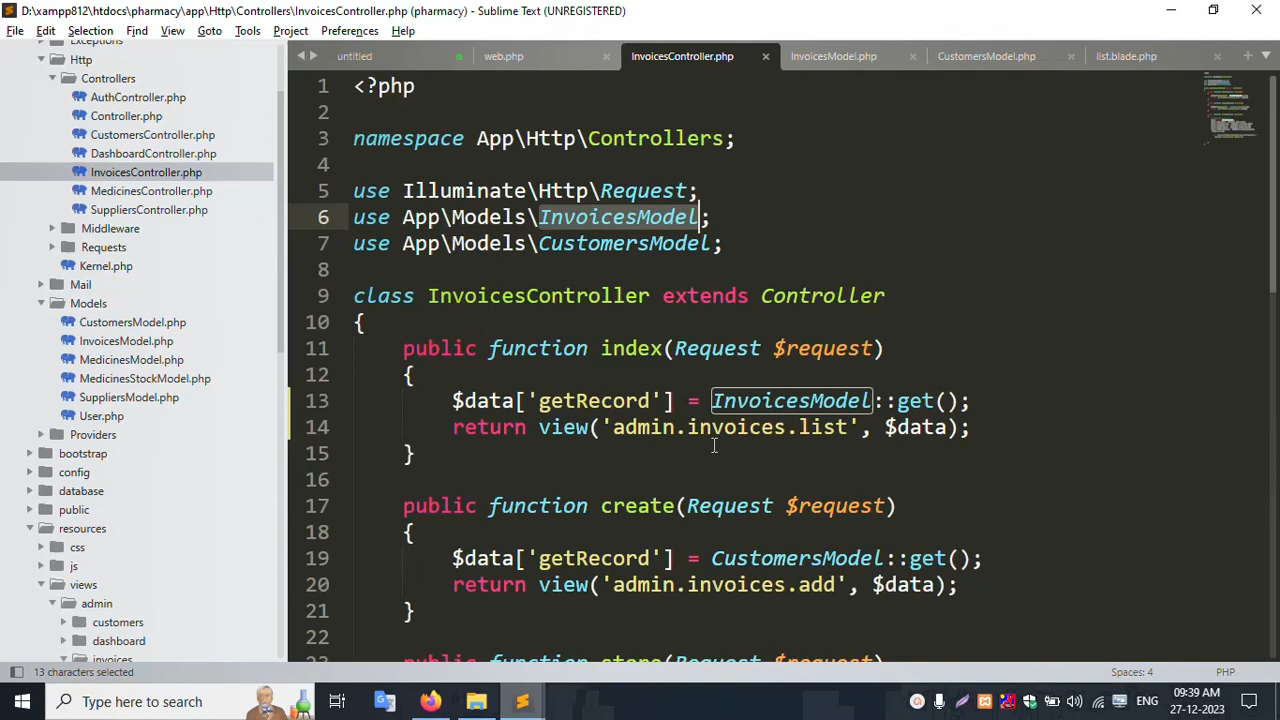 D:\xampp812\htdocs\pharmacy\app\Http\Controllers\InvoicesController.php (pharmacy) - Sublime Text (UNREGISTERED)
File Edit Selection Find View Goto Tools Project Preferences Help
Exceptions
Http
Controllers
AuthController.php
Controller.php
CustomersController.php
DashboardController.php
InvoicesController.php
MedicinesController.php
SuppliersController.php
Middleware
Requests
Kernel.php
Mail
Models
CustomersModel.php
InvoicesModel.php
MedicinesModel.php
MedicinesStockModel.php
SuppliersModel.php
User.php
Providers
bootstrap
config
database
public
resources
css
js
views
admin
customers
dashboard
invoices
untitled web.php InvoicesController.php InvoicesModel.php CustomersModel.php list.blade.php
1 <?php
2
3 namespace App\Http\Controllers;
4
5 use Illuminate\Http\Request;
6 use App\Models\InvoicesModel;
7 use App\Models\CustomersModel;
8
9 class InvoicesController extends Controller
10 {
11 public function index(Request $request)
12 {
13 $data['getRecord'] = InvoicesModel::get();
14 return view('admin.invoices.list', $data);
15 }
16
17 public function create(Request $request)
18 {
19 $data['getRecord'] = CustomersModel::get();
20 return view('admin.invoices.add', $data);
21 }
22
23 public function store(Request $request)
13 characters selected Spaces: 4 PHP
Type here to search ENG 09:39 AM
27-12-2023